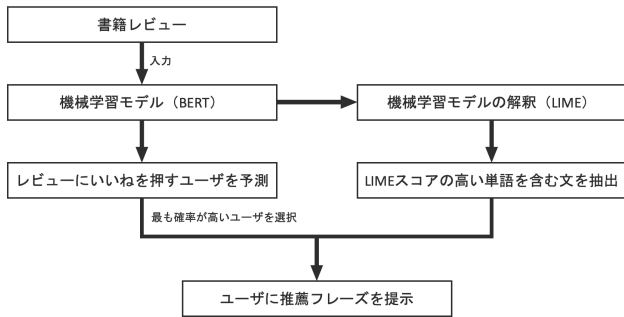 書籍レビュー
入力
機械学習モデル（BERT）
機械学習モデルの解釈（LIME）
レビューにいいねを押すユーザを予測
LIMEスコアの高い単語を含む文を抽出
最も確率が高いユーザを選択
ユーザに推薦フレーズを提示